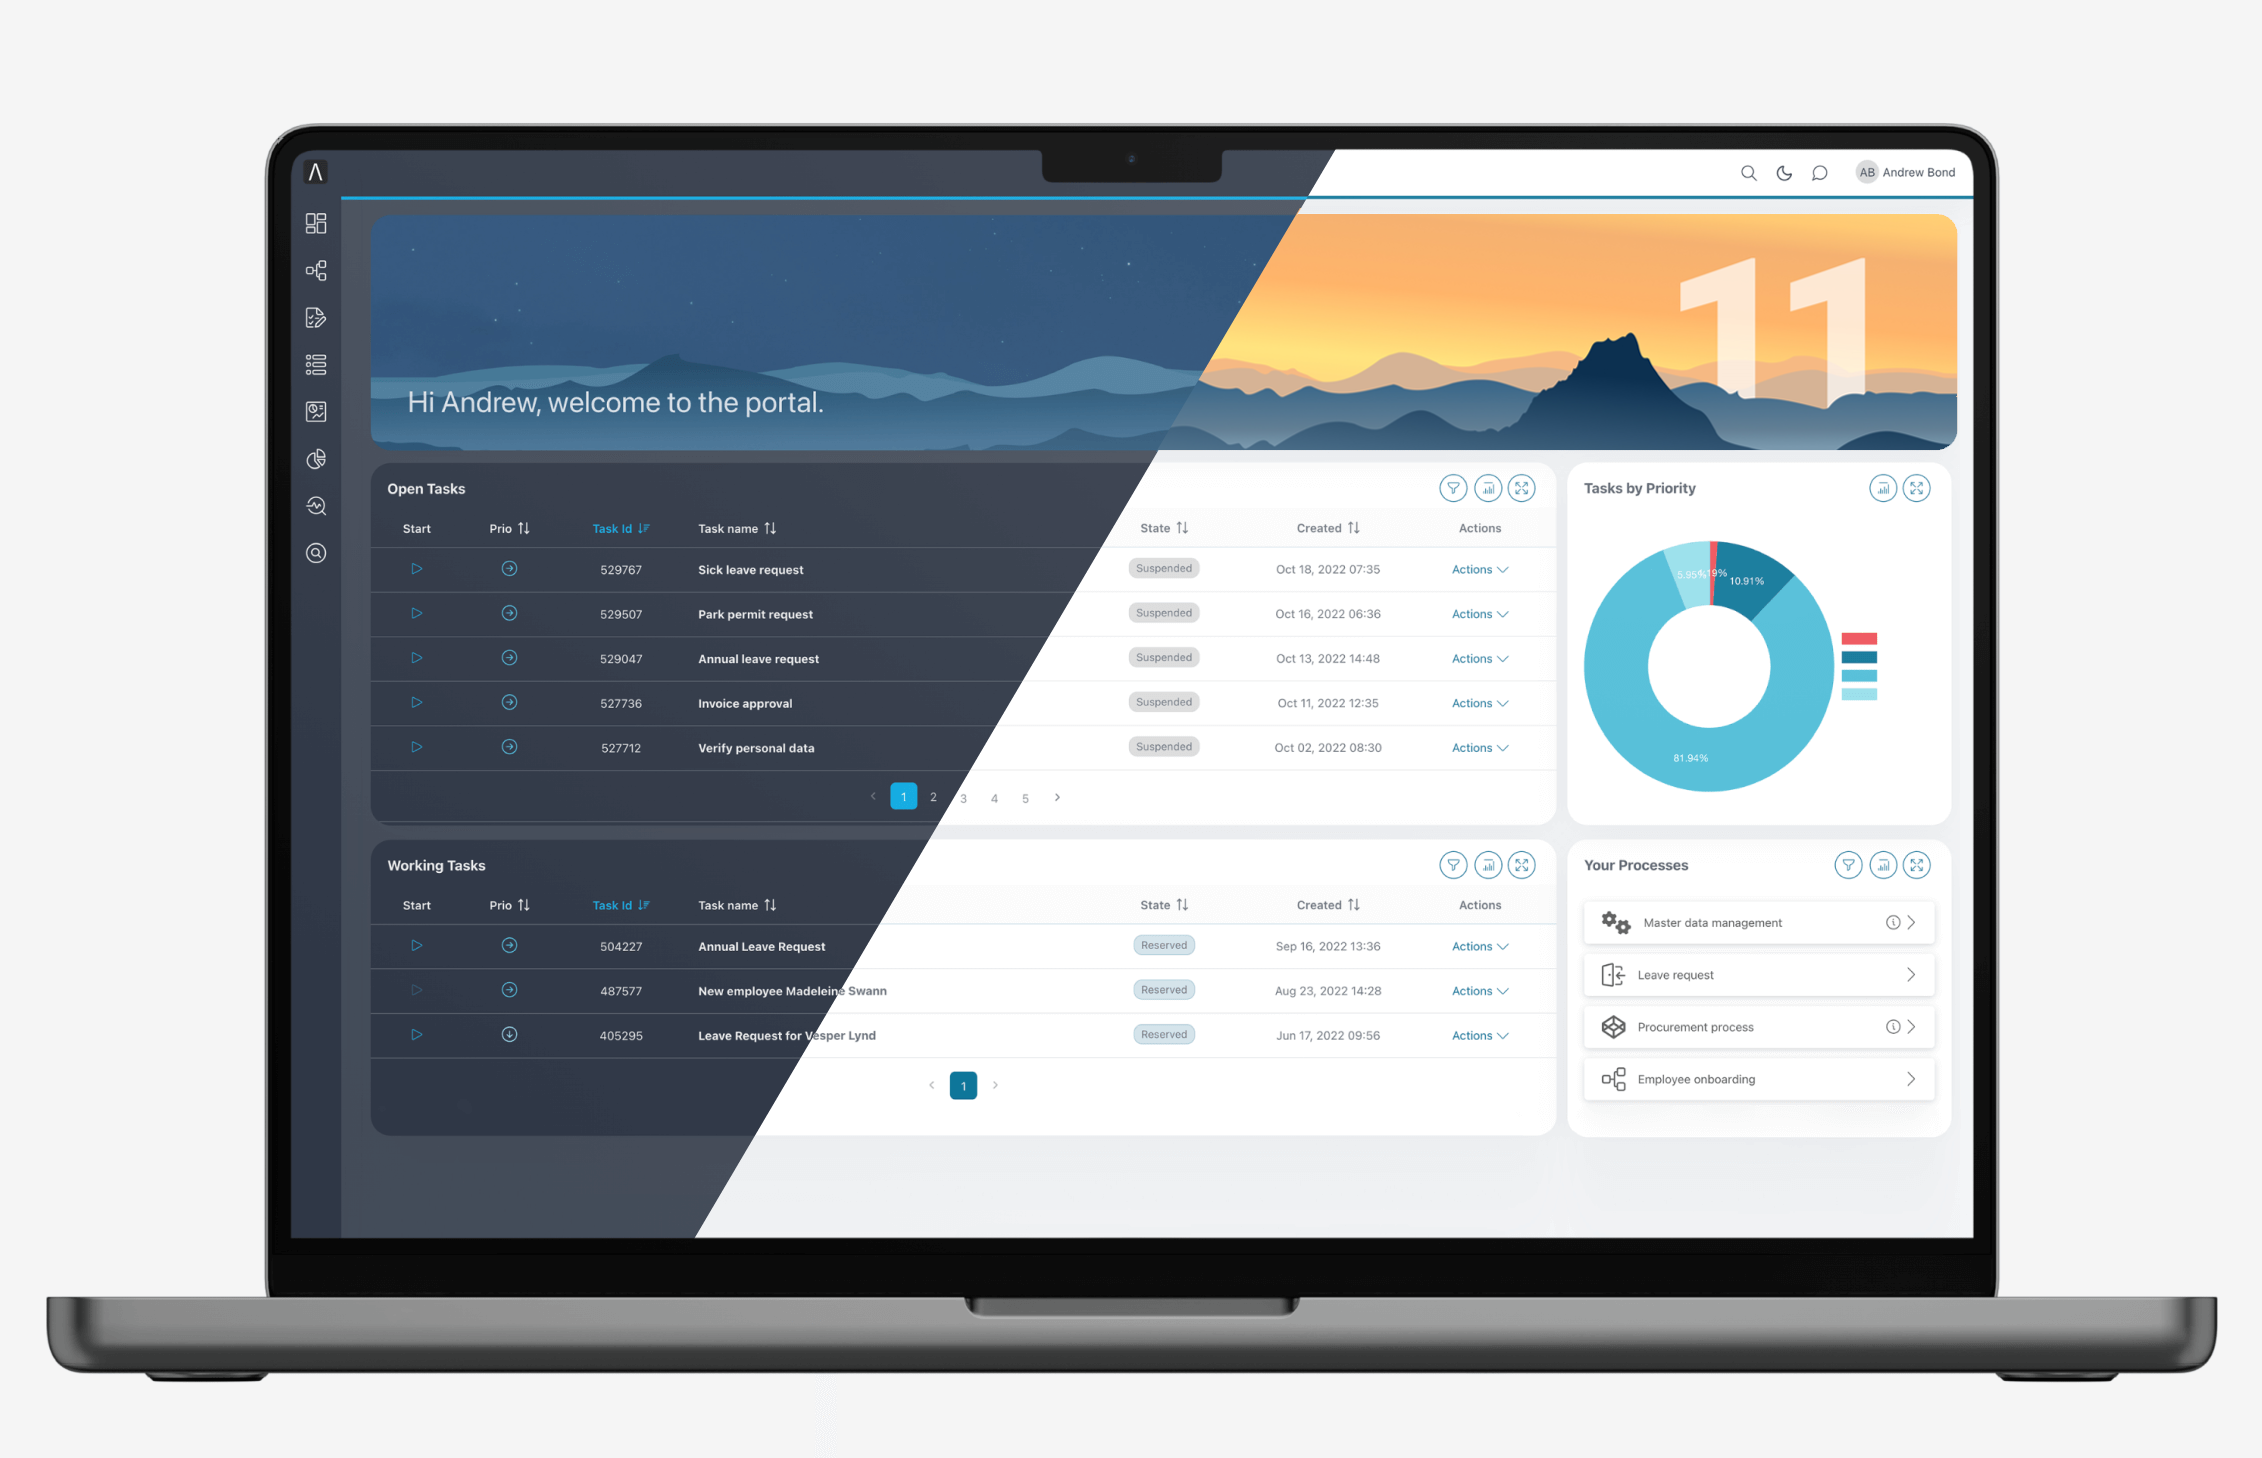 AB Andrew Bond
11
Hi Andrew, welcome to the portal.
Open Tasks
Start Prio Task Id Task name State Created Actions
529767 Sick leave request Suspended Oct 18, 2022 07:35 Actions
529507 Park permit request Suspended Oct 16, 2022 06:36 Actions
529047 Annual leave request Suspended Oct 13, 2022 14:48 Actions
527736 Invoice approval Suspended Oct 11, 2022 12:35 Actions
527712 Verify personal data Suspended Oct 02, 2022 08:30 Actions
1 2 3 4 5
Tasks by Priority
5.95%
10.91%
81.94%
Working Tasks
Start Prio Task Id Task name State Created Actions
504227 Annual Leave Request Reserved Sep 16, 2022 13:36 Actions
487577 New employee Madeleine Swann Reserved Aug 23, 2022 14:28 Actions
405295 Leave Request for Vesper Lynd Reserved Jun 17, 2022 09:56 Actions
1
Your Processes
Master data management
Leave request
Procurement process
Employee onboarding